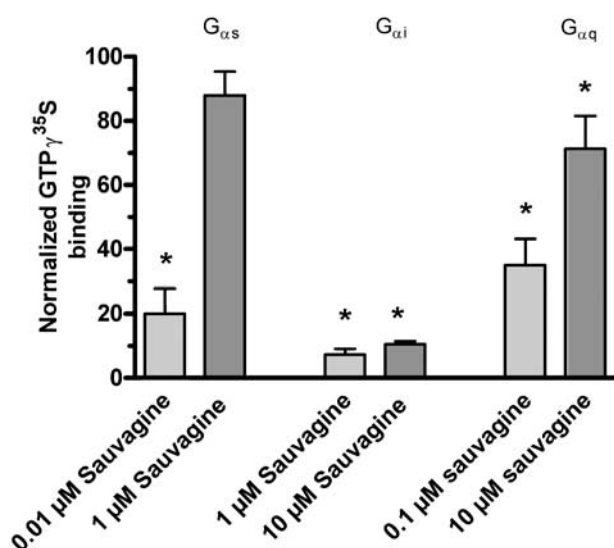 Gαs
Gαi
Gαq
Normalized GTPγ³⁵S
binding
100
80
60
40
20
0
*
*
*
*
*
0.01 µM Sauvagine
1 µM Sauvagine
1 µM Sauvagine
10 µM Sauvagine
0.1 µM sauvagine
10 µM sauvagine